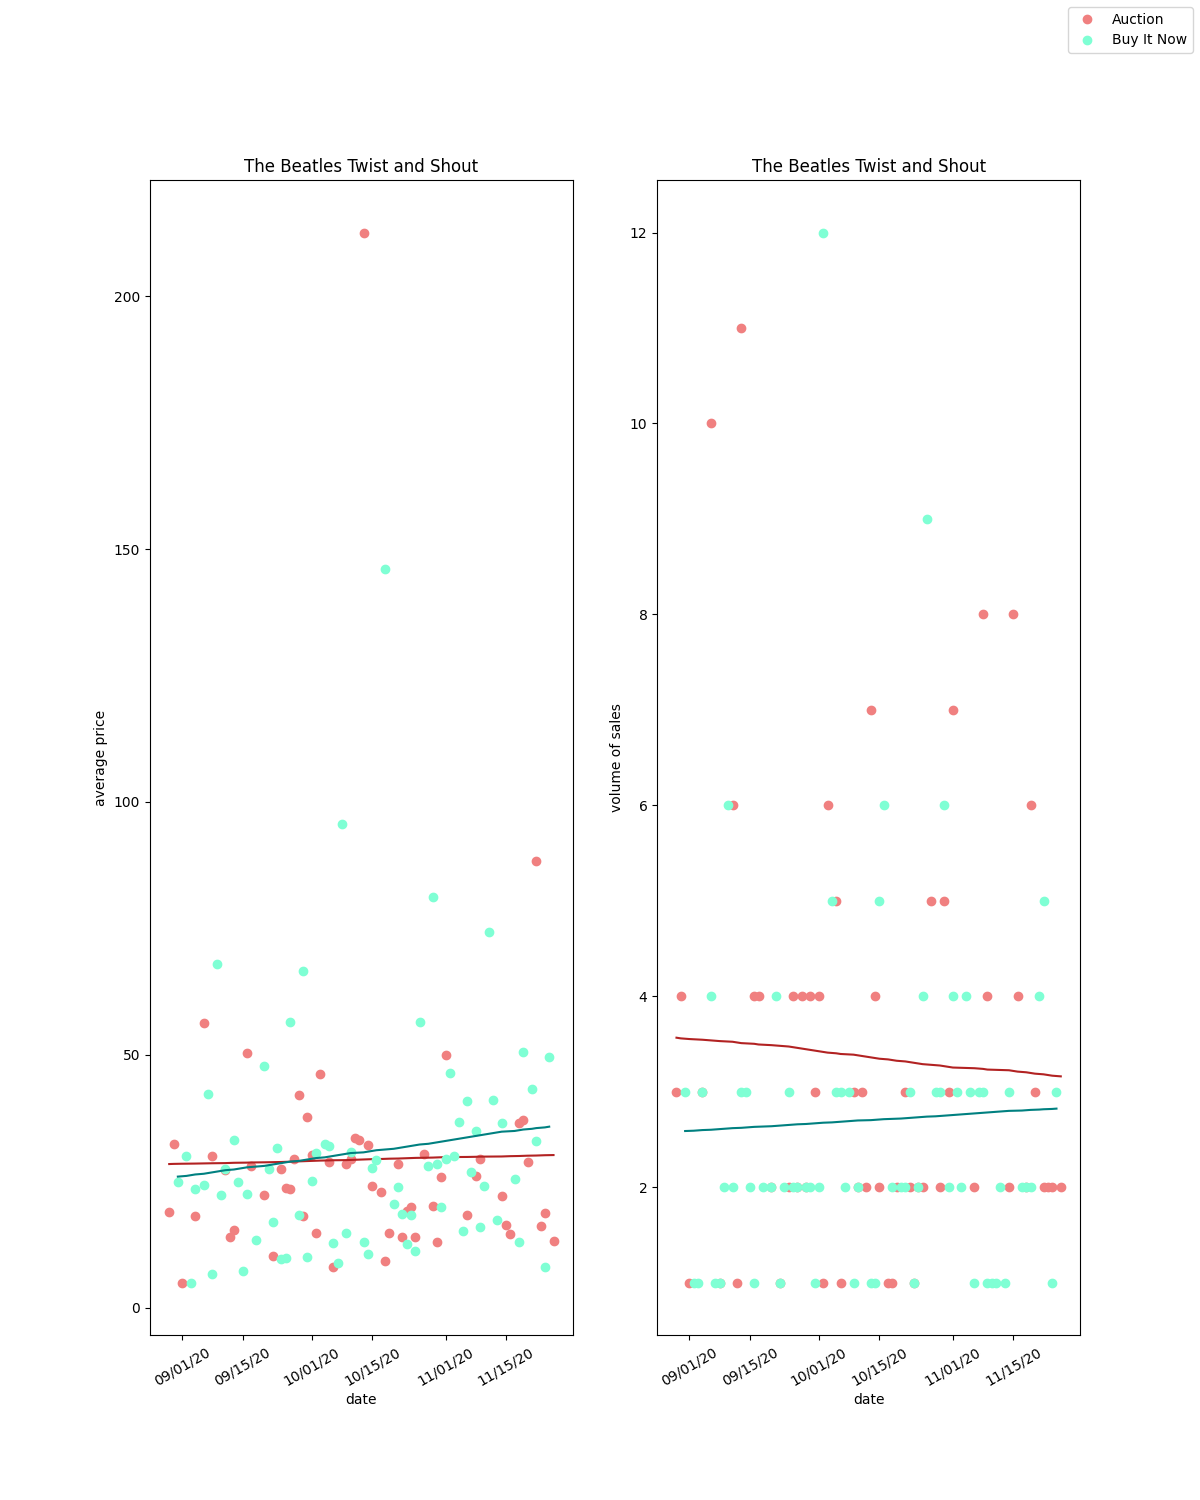 Auction
Buy It Now
The Beatles Twist and Shout
200
150
100
50
0
average price
09/01/20
09/15/20
10/01/20
10/15/20
11/01/20
11/15/20
date
The Beatles Twist and Shout
12
10
8
6
4
2
volume of sales
09/01/20
09/15/20
10/01/20
10/15/20
11/01/20
11/15/20
date